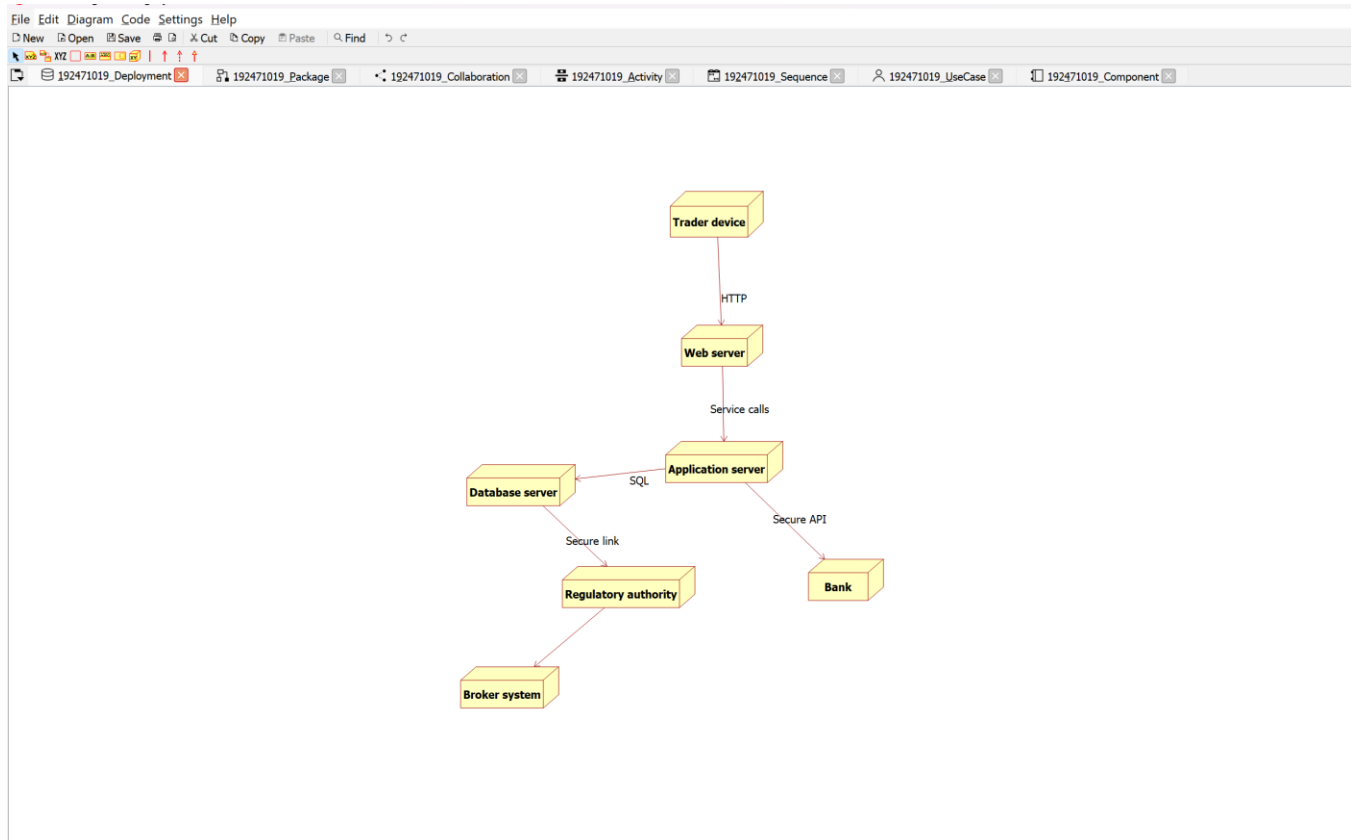 File Edit Diagram Code Settings Help
New Open Save Cut Copy Paste Find
XYZ
192471019_Deployment 192471019_Package 192471019_Collaboration 192471019_Activity 192471019_Sequence 192471019_UseCase 192471019_Component
Trader device
HTTP
Web server
Service calls
Application server
SQL
Database server
Secure API
Secure link
Bank
Regulatory authority
Broker system